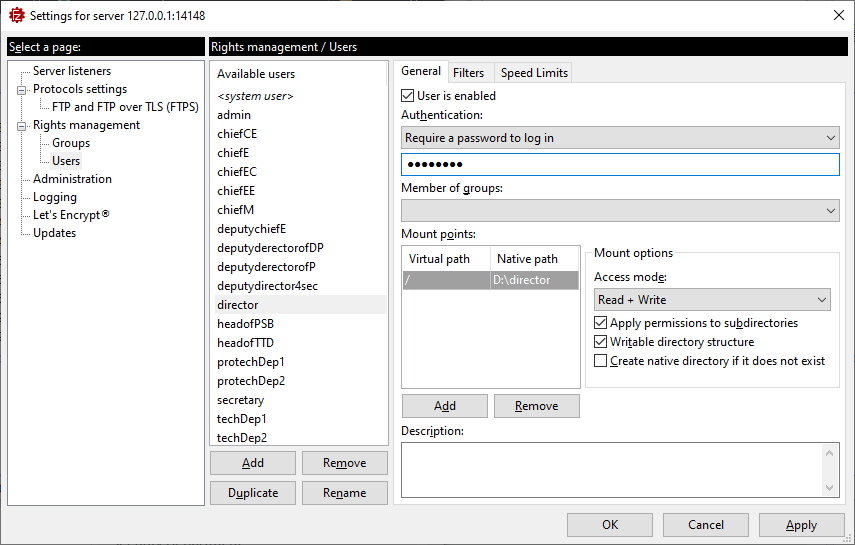 Settings for server 127.0.0.1:14148
Select a page:
Server listeners
Protocols settings
FTP and FTP over TLS (FTPS)
Rights management
Groups
Users
Administration
Logging
Let's Encrypt®
Updates
Rights management / Users
Available users
<system user>
admin
chiefCE
chiefE
chiefEC
chiefEE
chiefM
deputychiefE
deputyderectorofDP
deputyderectorofP
deputydirector4sec
director
headofPSB
headofTTD
protechDep1
protechDep2
secretary
techDep1
techDep2
Add
Remove
Duplicate
Rename
General
Filters
Speed Limits
User is enabled
Authentication:
Require a password to log in
●●●●●●●●
Member of groups:
Mount points:
Virtual path
Native path
/
D:\director
Mount options
Access mode:
Read + Write
Apply permissions to subdirectories
Writable directory structure
Create native directory if it does not exist
Add
Remove
Description:
OK
Cancel
Apply